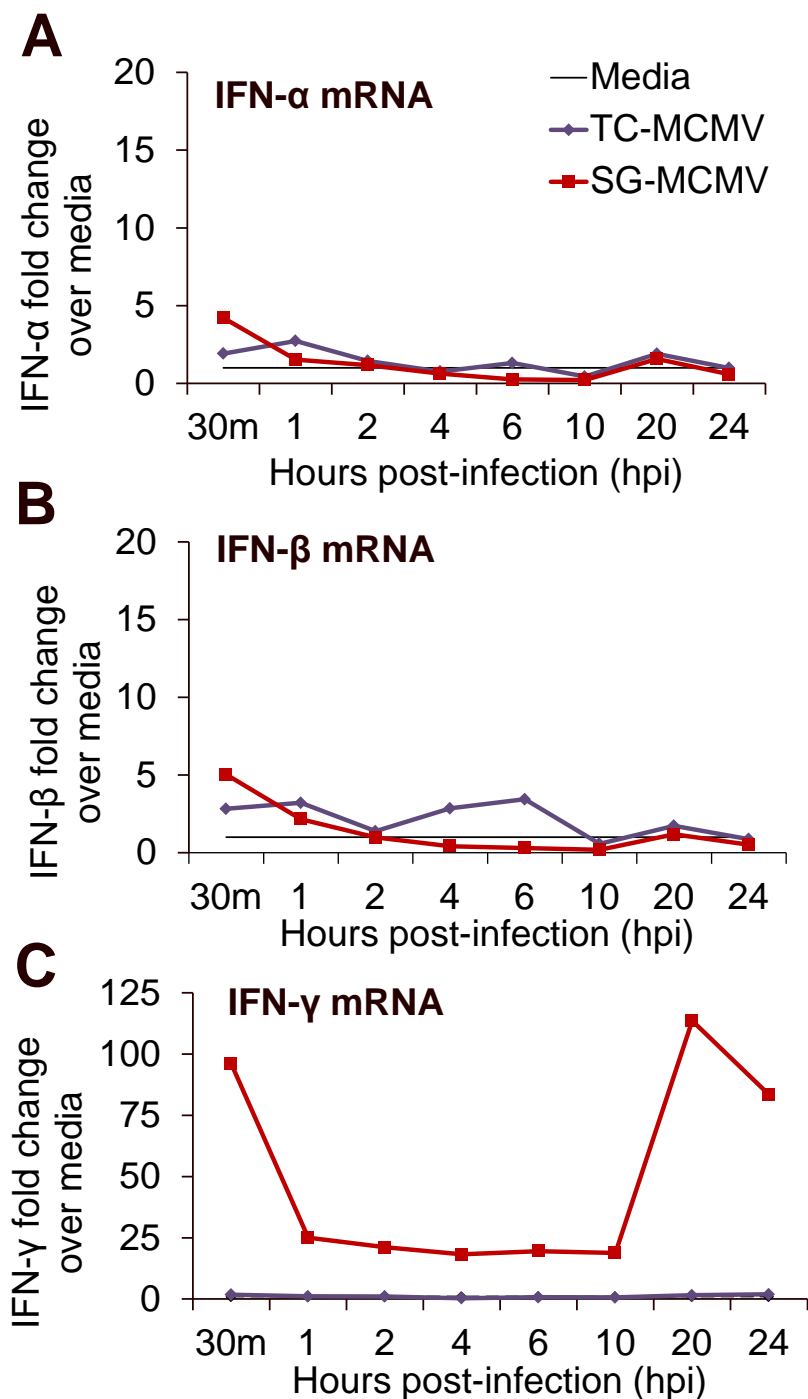 A
IFN-α mRNA
Media
TC-MCMV
SG-MCMV
IFN-α fold change
over media
20
15
10
5
0
30m 1 2 4 6 10 20 24
Hours post-infection (hpi)
B
IFN-β mRNA
IFN-β fold change
over media
20
15
10
5
0
30m 1 2 4 6 10 20 24
Hours post-infection (hpi)
C
IFN-γ mRNA
IFN-γ fold change
over media
125
100
75
50
25
0
30m 1 2 4 6 10 20 24
Hours post-infection (hpi)